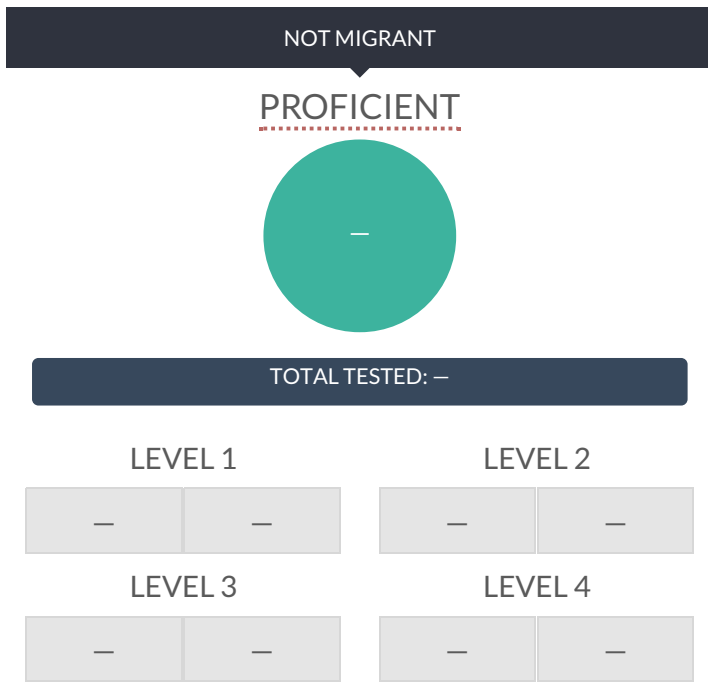 NOT MIGRANT
PROFICIENT
—
TOTAL TESTED: —
LEVEL 1 LEVEL 2
— — — —
LEVEL 3 LEVEL 4
— — — —